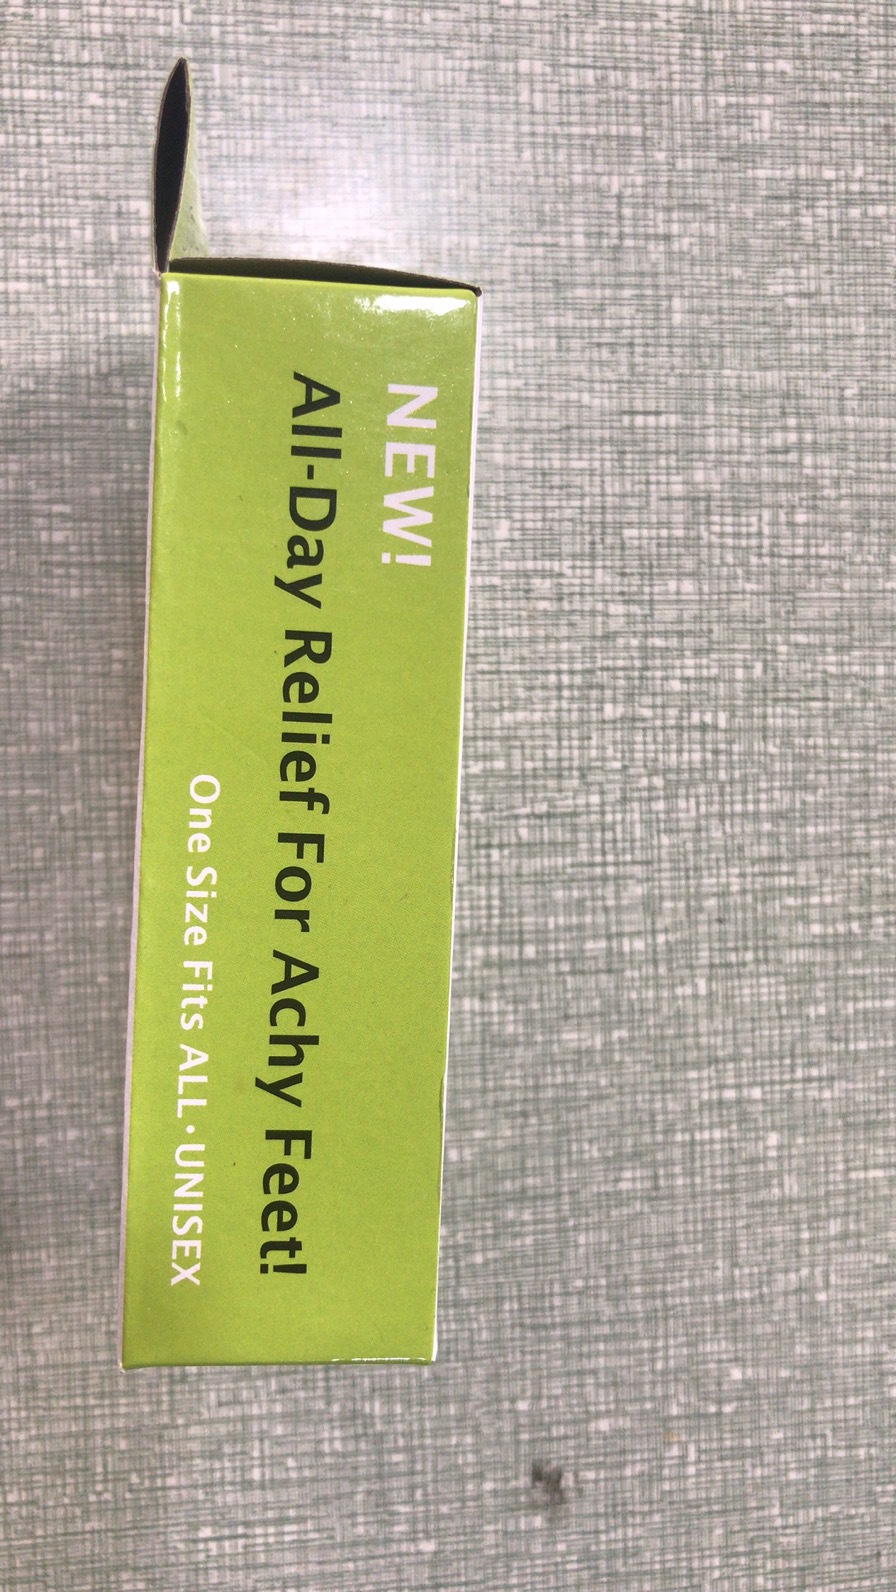 NEW!
All-Day Relief For Achy Feet!
One Size Fits ALL • UNISEX